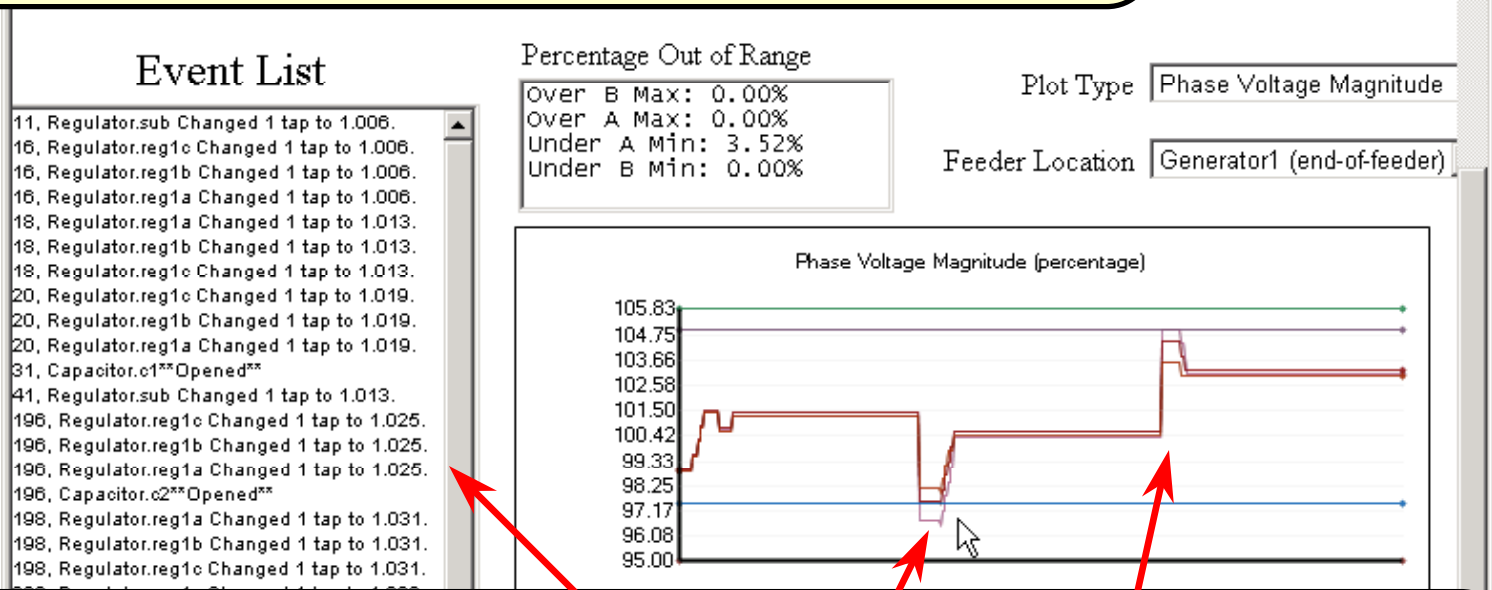 Event List
11, Regulator.sub Changed 1 tap to 1.006.
16, Regulator.reg1c Changed 1 tap to 1.006.
16, Regulator.reg1b Changed 1 tap to 1.006.
16, Regulator.reg1a Changed 1 tap to 1.006.
18, Regulator.reg1a Changed 1 tap to 1.013.
18, Regulator.reg1b Changed 1 tap to 1.013.
18, Regulator.reg1c Changed 1 tap to 1.013.
20, Regulator.reg1c Changed 1 tap to 1.019.
20, Regulator.reg1b Changed 1 tap to 1.019.
20, Regulator.reg1a Changed 1 tap to 1.019.
31, Capacitor.c1**Opened**
41, Regulator.sub Changed 1 tap to 1.013.
196, Regulator.reg1c Changed 1 tap to 1.025.
196, Regulator.reg1b Changed 1 tap to 1.025.
196, Regulator.reg1a Changed 1 tap to 1.025.
196, Capacitor.c2**Opened**
198, Regulator.reg1a Changed 1 tap to 1.031.
198, Regulator.reg1b Changed 1 tap to 1.031.
198, Regulator.reg1c Changed 1 tap to 1.031.
Percentage Out of Range
Over B Max: 0.00%
Over A Max: 0.00%
Under A Min: 3.52%
Under B Min: 0.00%
Plot Type Phase Voltage Magnitude
Feeder Location Generator1 (end-of-feeder)
Phase Voltage Magnitude (percentage)
105.83
104.75
103.66
102.58
101.50
100.42
99.33
98.25
97.17
96.08
95.00